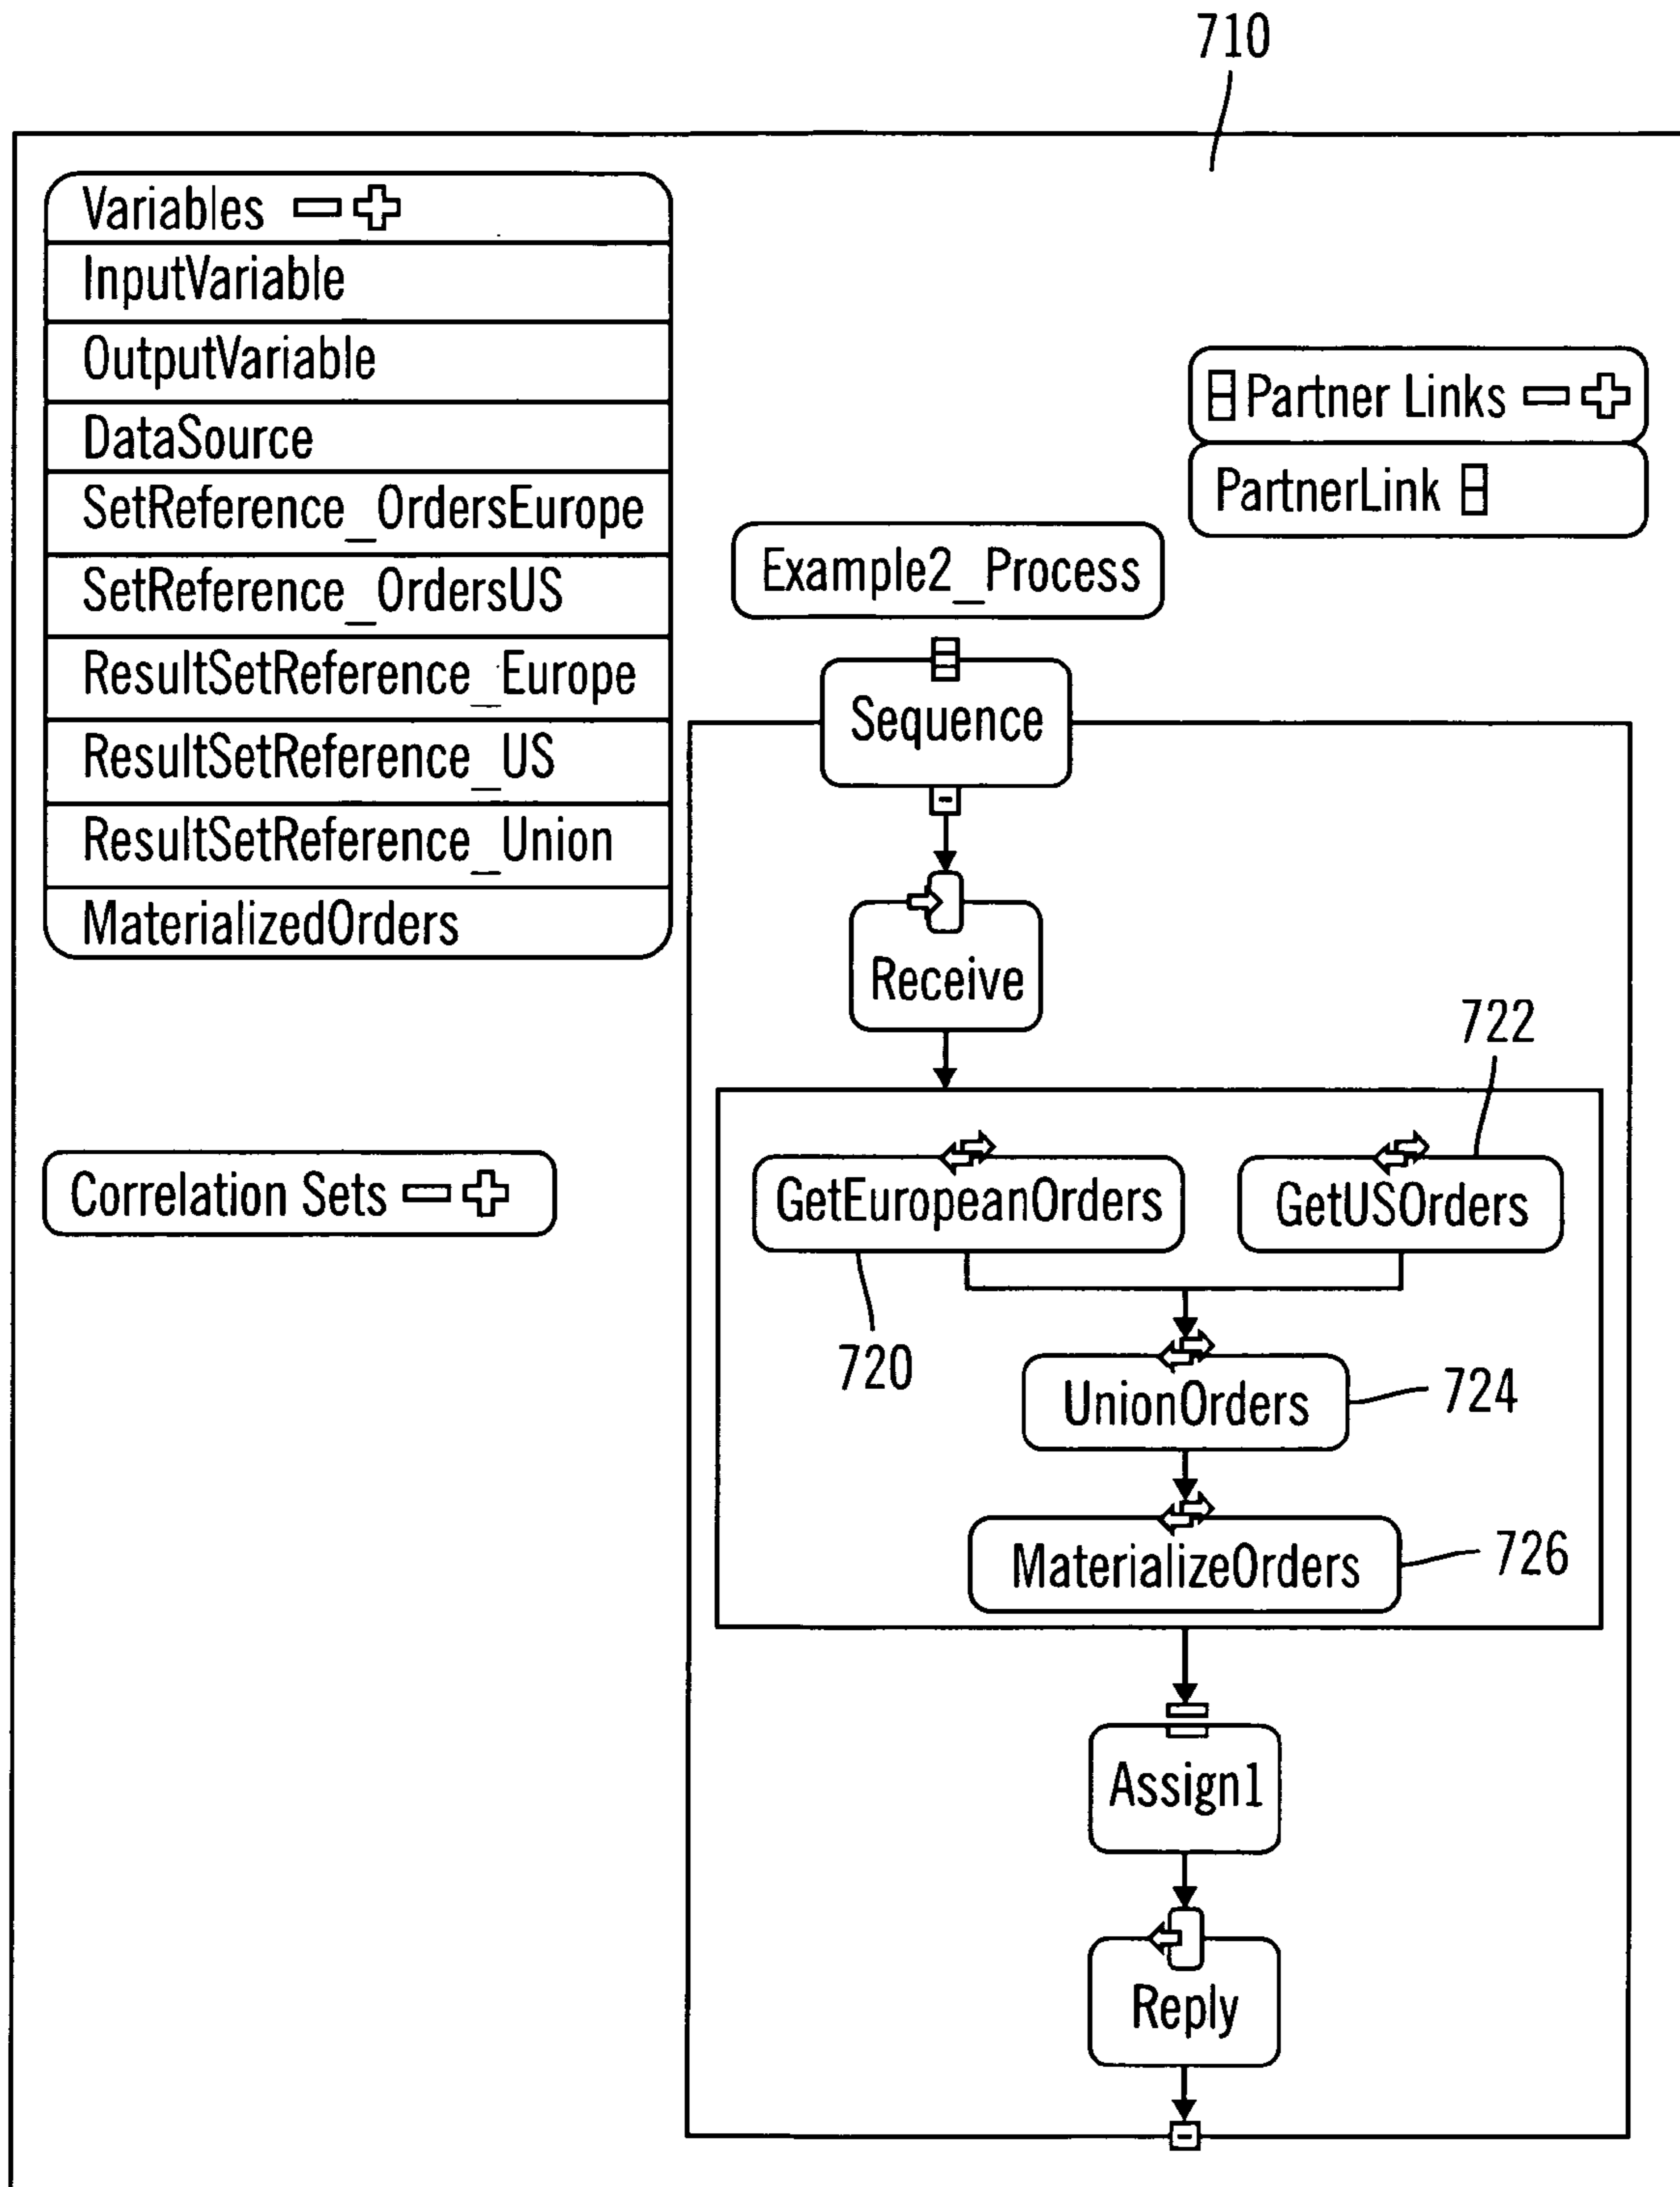 710
Variables
InputVariable
OutputVariable
DataSource
SetReference_OrdersEurope
SetReference_OrdersUS
ResultSetReference_Europe
ResultSetReference_US
ResultSetReference_Union
MaterializedOrders
Correlation Sets
Partner Links
PartnerLink
Example2_Process
Sequence
Receive
722
GetEuropeanOrders
GetUSOrders
720
UnionOrders
724
MaterializeOrders
726
Assign1
Reply